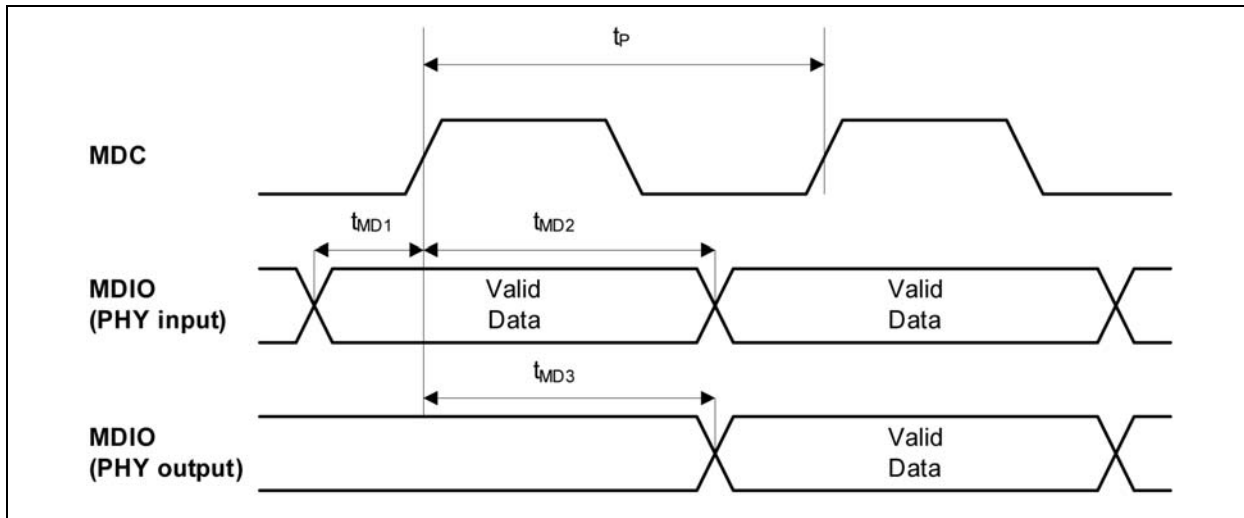 tP
MDC
tMD1
tMD2
MDIO
(PHY input)
Valid
Data
Valid
Data
tMD3
MDIO
(PHY output)
Valid
Data